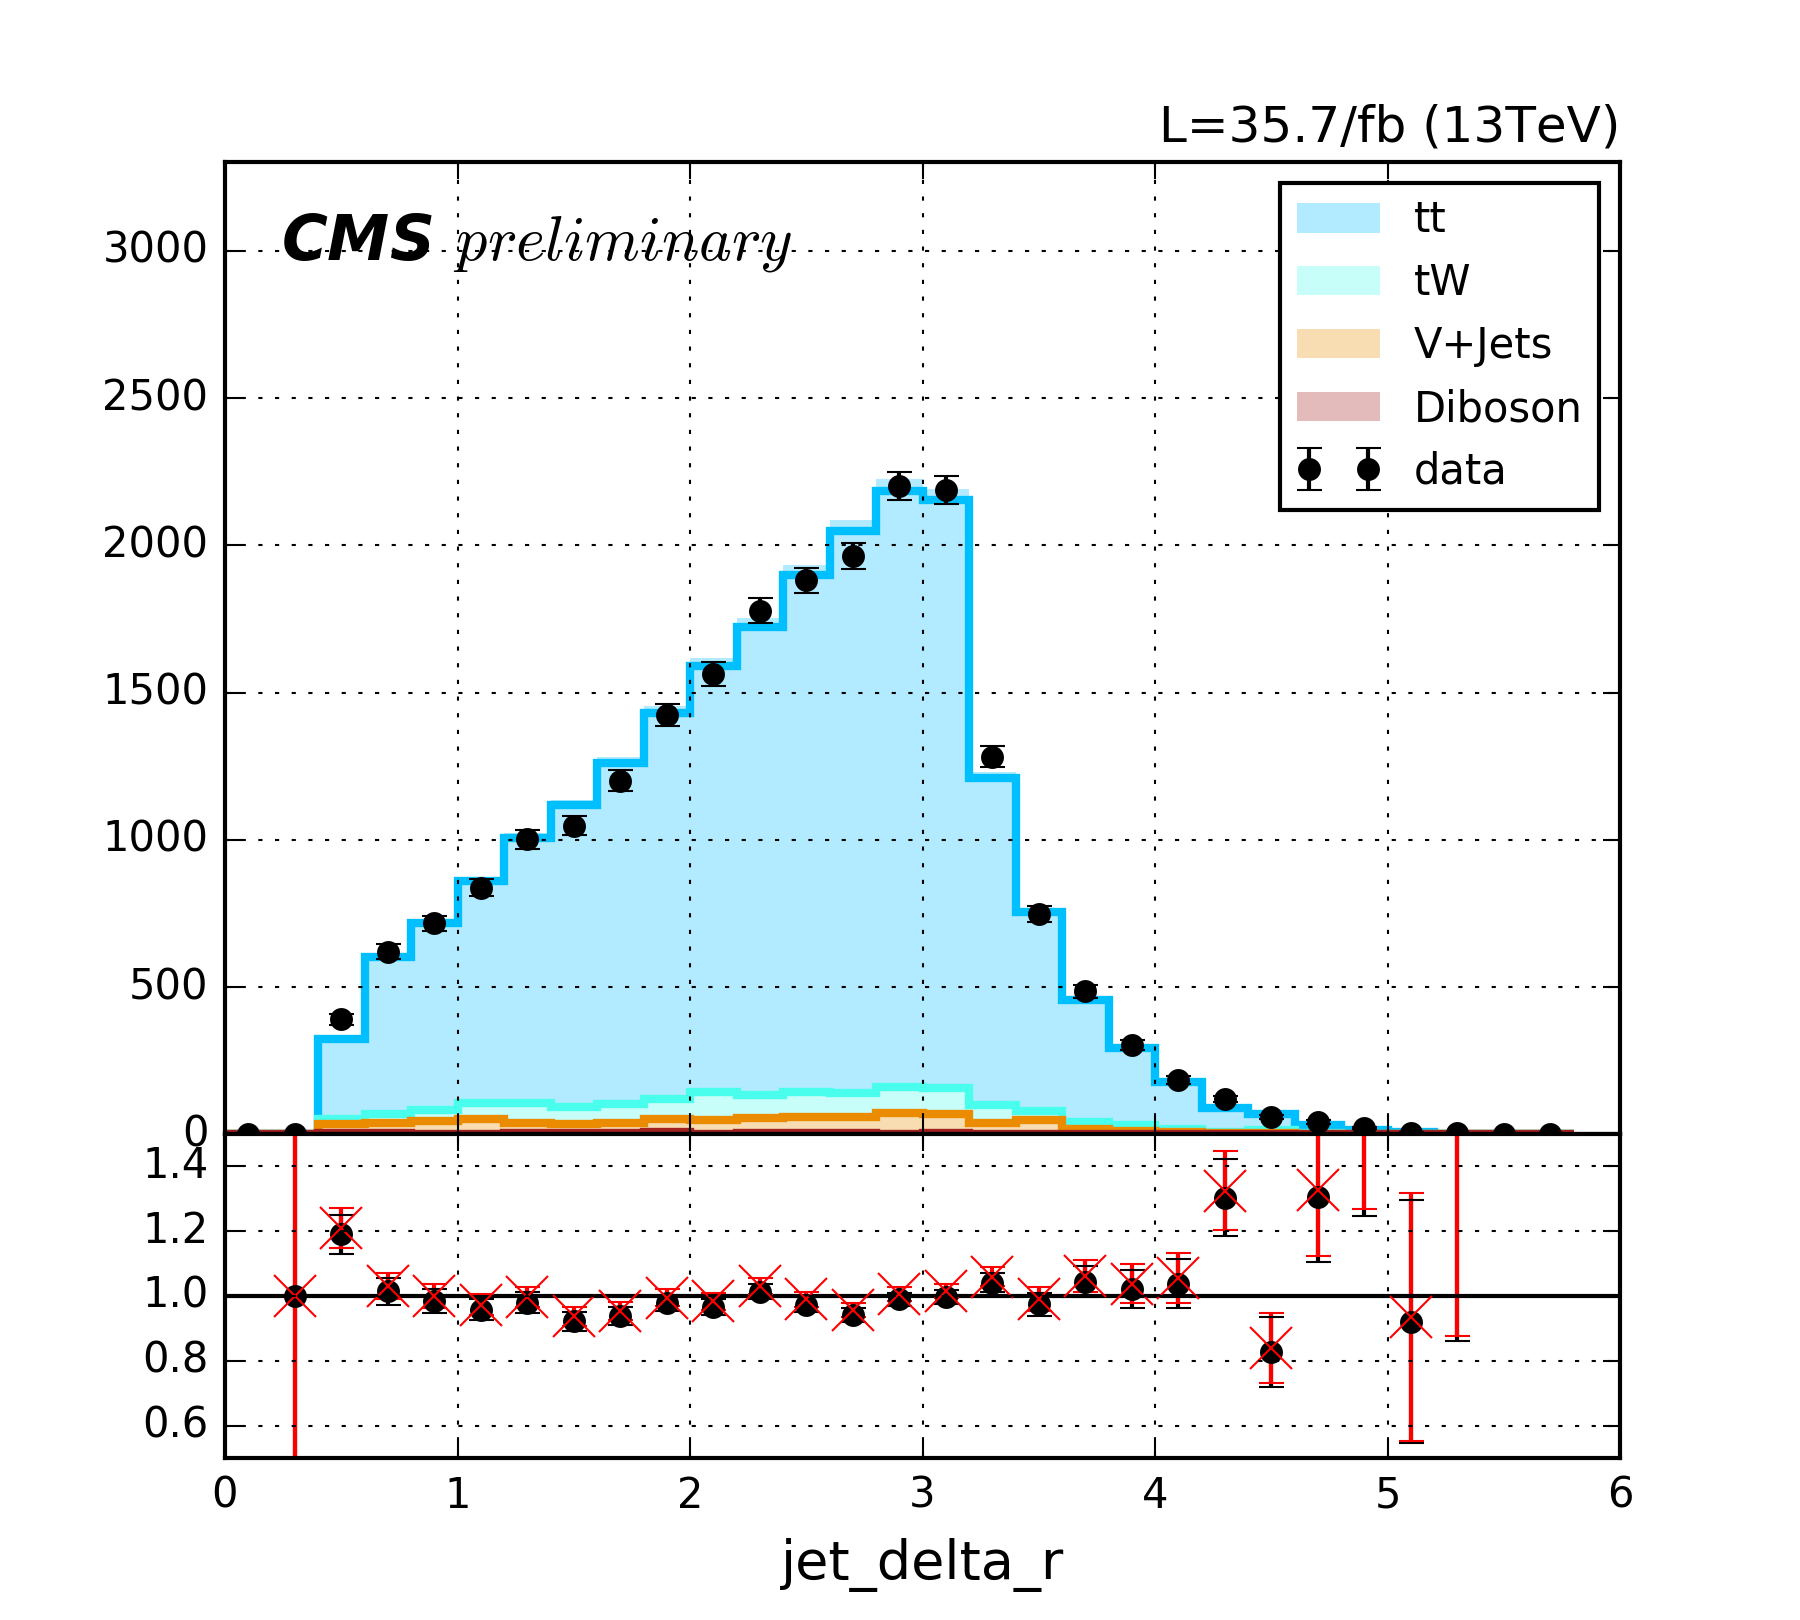 L=35.7/fb (13TeV)
CMS preliminary
3000
2500
2000
1500
1000
500
0
tt
tW
V+Jets
Diboson
data
1.4
1.2
1.0
0.8
0.6
0 1 2 3 4 5 6
jet_delta_r